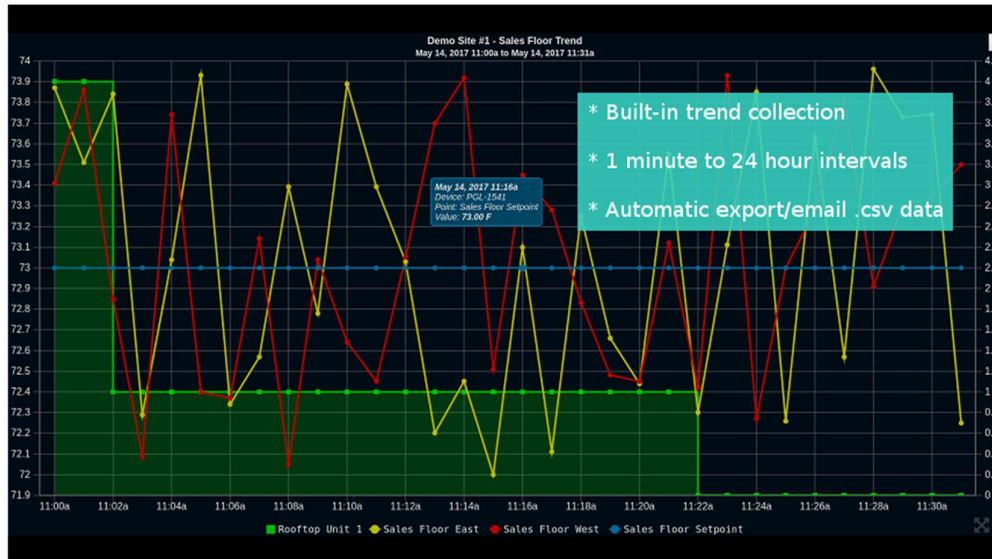 Demo Site #1 - Sales Floor Trend
May 14, 2017 11:00a to May 14, 2017 11:31a
74
73.9
73.8
73.7
73.6
73.5
73.4
73.3
73.2
73.1
73
72.9
72.8
72.7
72.6
72.5
72.4
72.3
72.2
72.1
72
71.9
* Built-in trend collection
* 1 minute to 24 hour intervals
* Automatic export/email .csv data
May 14, 2017 11:16a
Device: PGL-1541
Point: Sales Floor Setpoint
Value: 73.00 F
11:00a 11:02a 11:04a 11:06a 11:08a 11:10a 11:12a 11:14a 11:16a 11:18a 11:20a 11:22a 11:24a 11:26a 11:28a 11:30a
Rooftop Unit 1 Sales Floor East Sales Floor West Sales Floor Setpoint